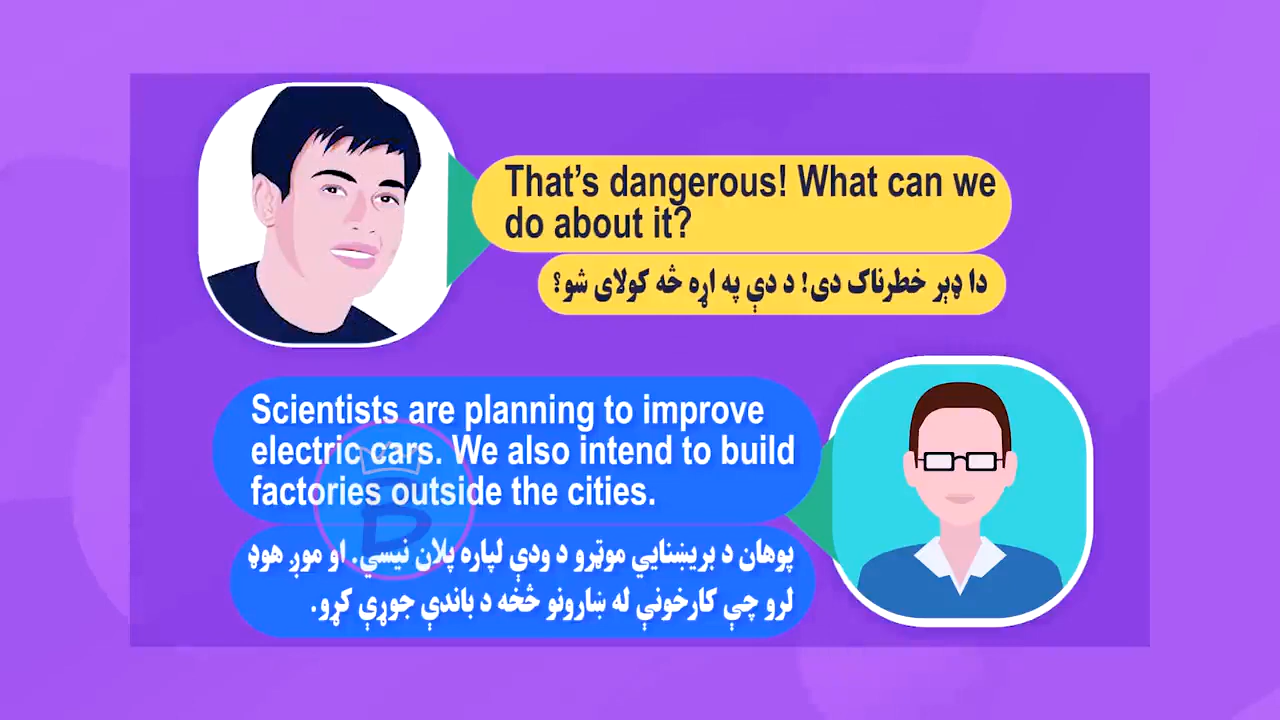 That's dangerous! What can we
do about it?
دا ډېر خطرناک دی! د دې په اړه څه کولای شو؟
Scientists are planning to improve
electric cars. We also intend to build
factories outside the cities.
پوهان د بریښنایي موټرو د ودې لپاره پلان نیسي. او موږ هوډ
لرو چې کارخونې له ښارونو څخه د باندې جوړې کړو.
B